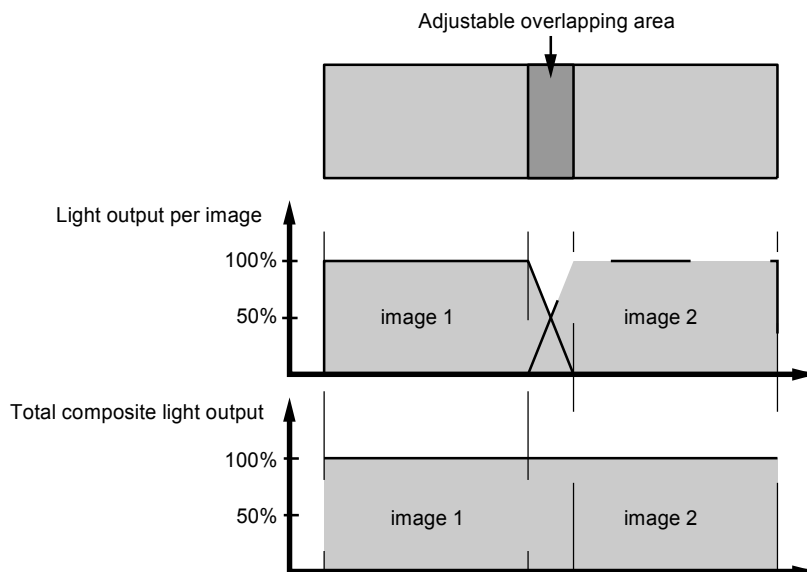 Adjustable overlapping area
Light output per image
100%
50%
image 1
image 2
Total composite light output
100%
50%
image 1
image 2